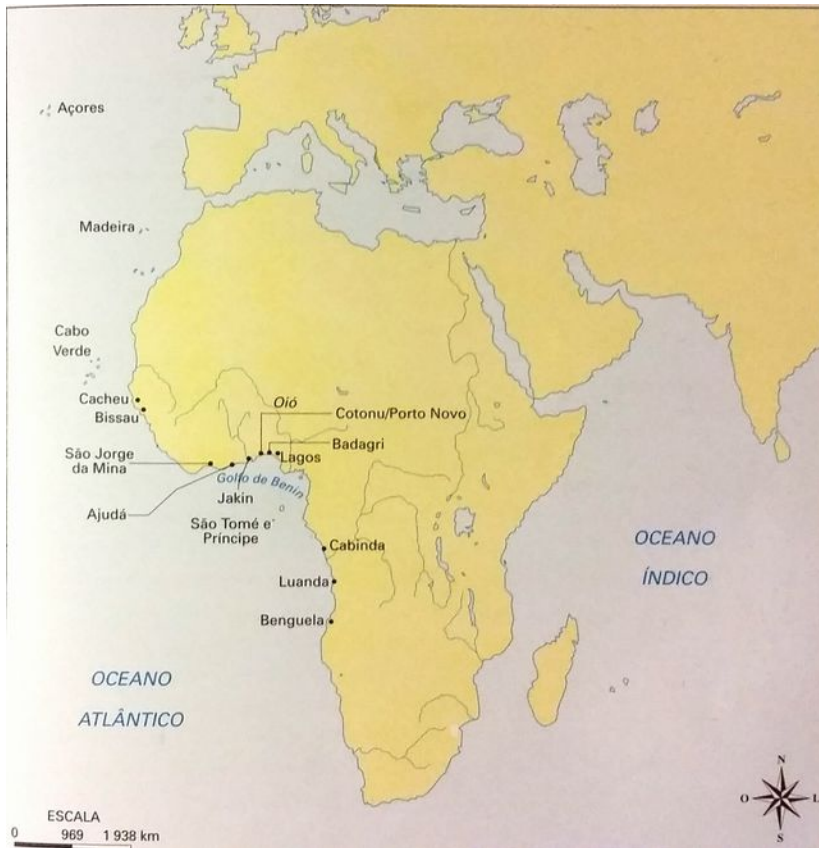 Açores
Madeira
Cabo
Verde
Cacheu
Bissau
Oió
Cotonu/Porto Novo
Badagri
São Jorge
da Mina
Lagos
Golfo de Benin
Ajudá
Jakin
São Tomé e
Príncipe
Cabinda
Luanda
Benguela
OCEANO
ÍNDICO
OCEANO
ATLÂNTICO
N
O
L
S
ESCALA
0 969 1 938 km